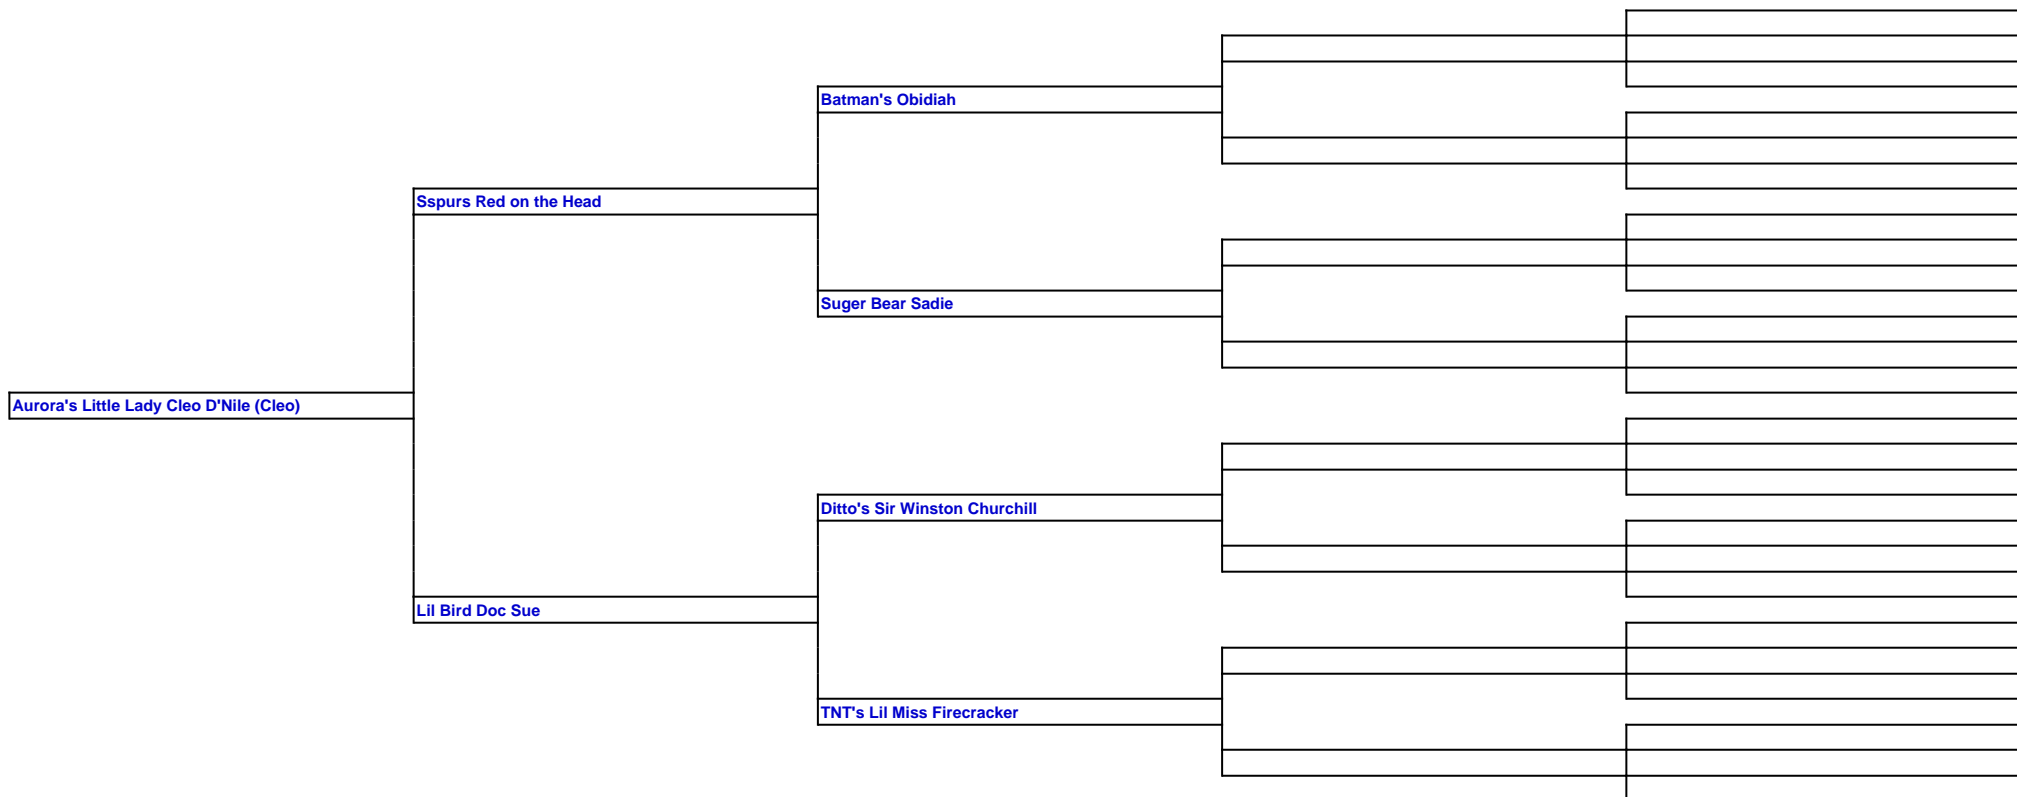 Batman's Obidiah
Sspurs Red on the Head
Suger Bear Sadie
Aurora's Little Lady Cleo D'Nile (Cleo)
Ditto's Sir Winston Churchill
Lil Bird Doc Sue
TNT's Lil Miss Firecracker